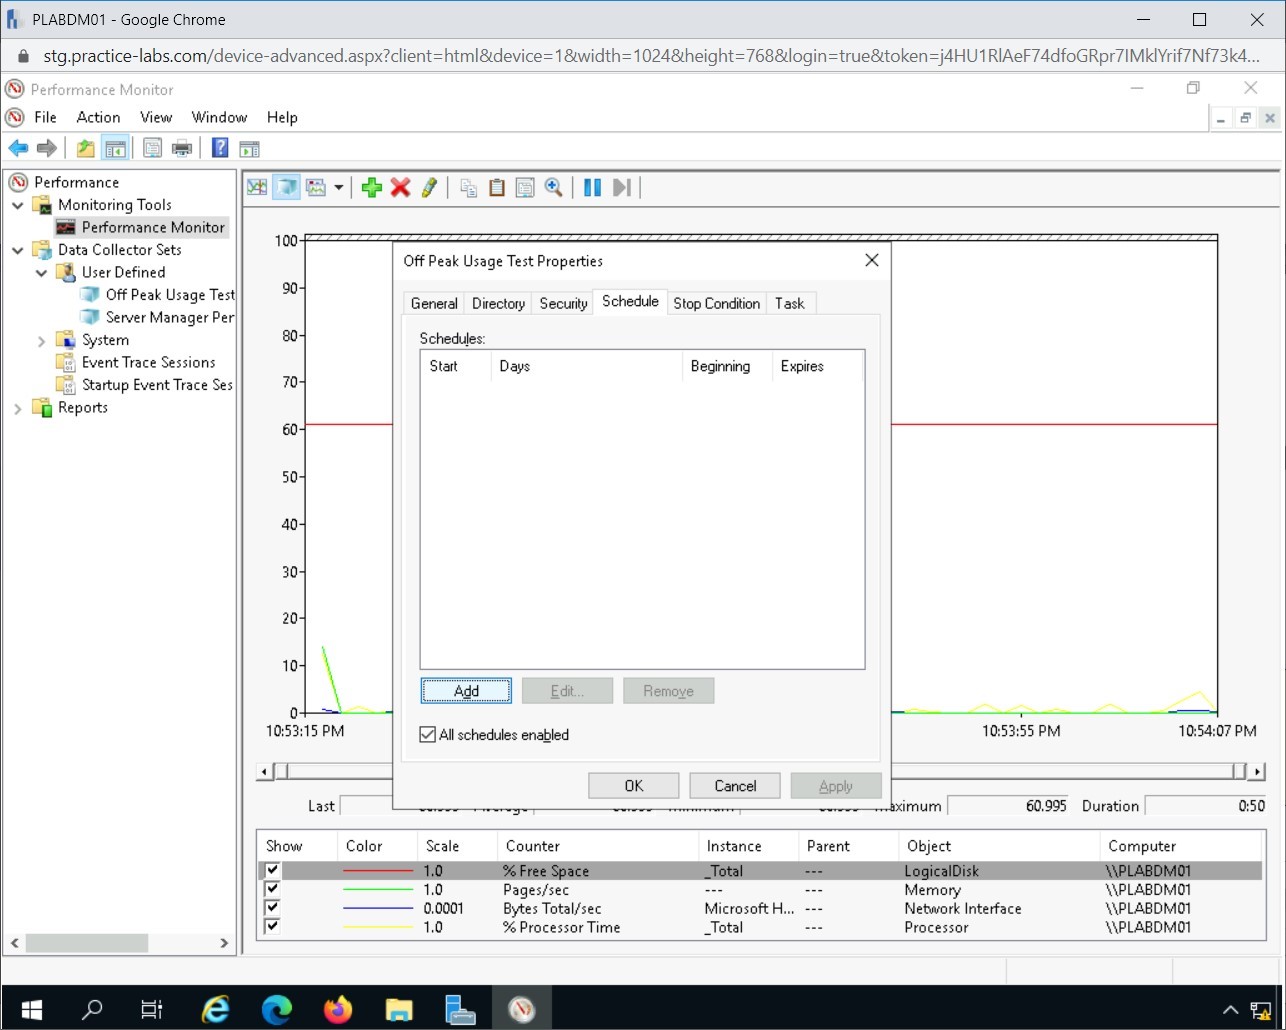 PLABDM01 - Google Chrome
stg.practice-labs.com/device-advanced.aspx?client=html&device=1&width=1024&height=768&login=true&token=j4HU1RlAeF74dfoGRpr7IMklYrif7Nf73k4...
Performance Monitor
File Action View Window Help
Performance
Monitoring Tools
Performance Monitor
Data Collector Sets
User Defined
Off Peak Usage Test
Server Manager Per
System
Event Trace Sessions
Startup Event Trace Ses
Reports
100
90
80
70
60
50
40
30
20
10
0
10:53:15 PM 10:53:55 PM 10:54:07 PM
Off Peak Usage Test Properties
General Directory Security Schedule Stop Condition Task
Schedules:
Start Days Beginning Expires
Add Edit... Remove
All schedules enabled
OK Cancel Apply
Last Average Maximum 60.995 Duration 0:50
Show Color Scale Counter Instance Parent Object Computer
1.0 % Free Space _Total --- LogicalDisk \\PLABDM01
1.0 Pages/sec --- --- Memory \\PLABDM01
0.0001 Bytes Total/sec Microsoft H... --- Network Interface \\PLABDM01
1.0 % Processor Time _Total --- Processor \\PLABDM01